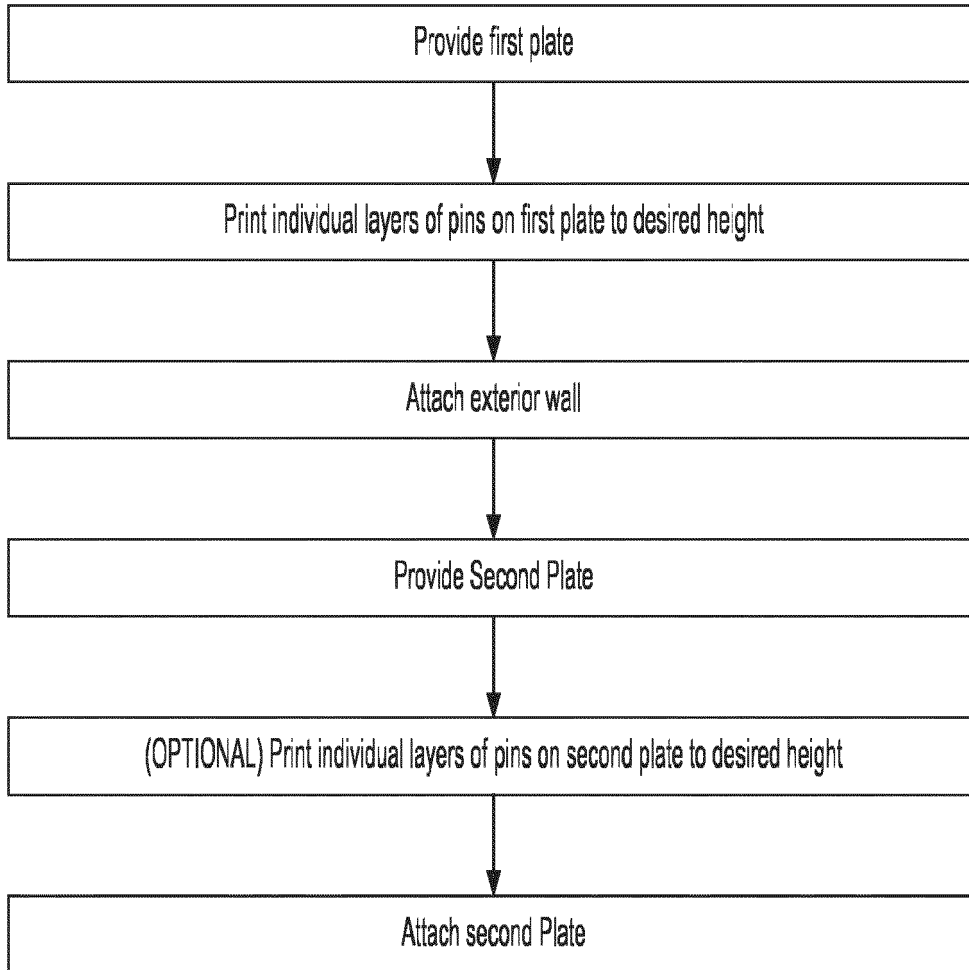 Provide first plate
Print individual layers of pins on first plate to desired height
Attach exterior wall
Provide Second Plate
(OPTIONAL) Print individual layers of pins on second plate to desired height
Attach second Plate